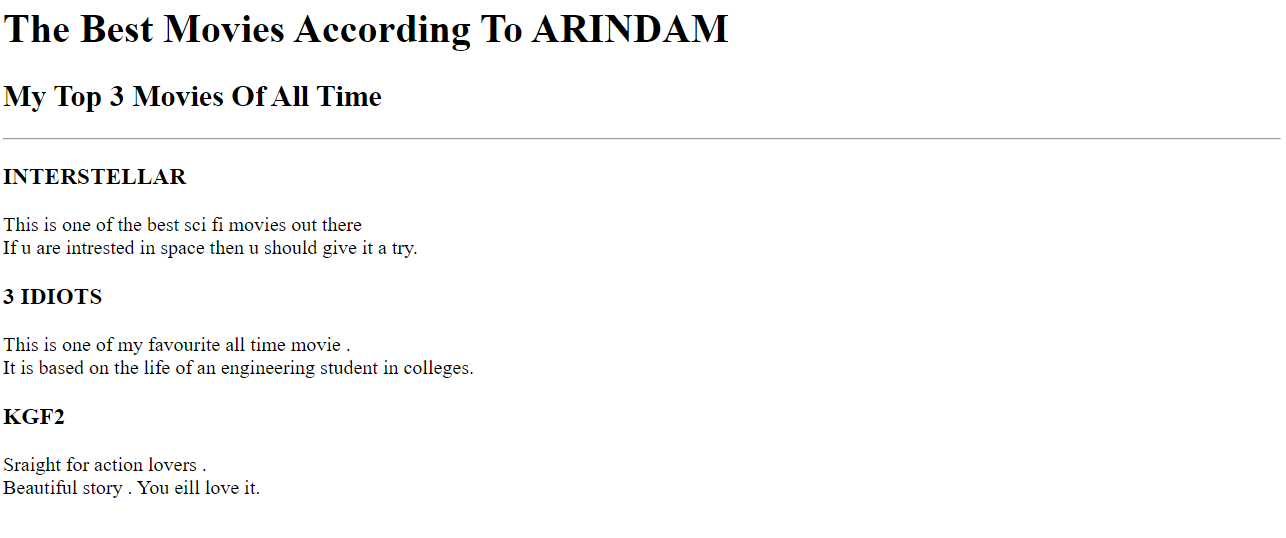 The Best Movies According To ARINDAM
My Top 3 Movies Of All Time
INTERSTELLAR
This is one of the best sci fi movies out there
If u are intrested in space then u should give it a try.
3 IDIOTS
This is one of my favourite all time movie .
It is based on the life of an engineering student in colleges.
KGF2
Sraight for action lovers .
Beautiful story . You eill love it.